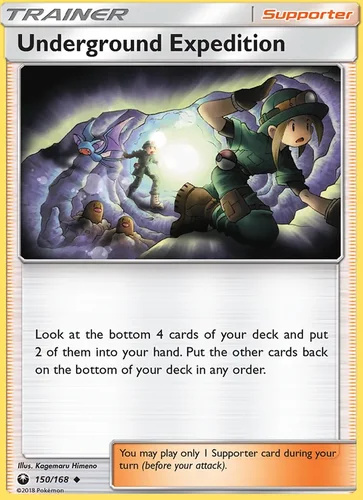 TRAINER Supporter
Underground Expedition
Look at the bottom 4 cards of your deck and put
2 of them into your hand. Put the other cards back
on the bottom of your deck in any order.
Illus. Kagemaru Himeno
150/168
©2018 Pokémon
You may play only 1 Supporter card during your
turn (before your attack).